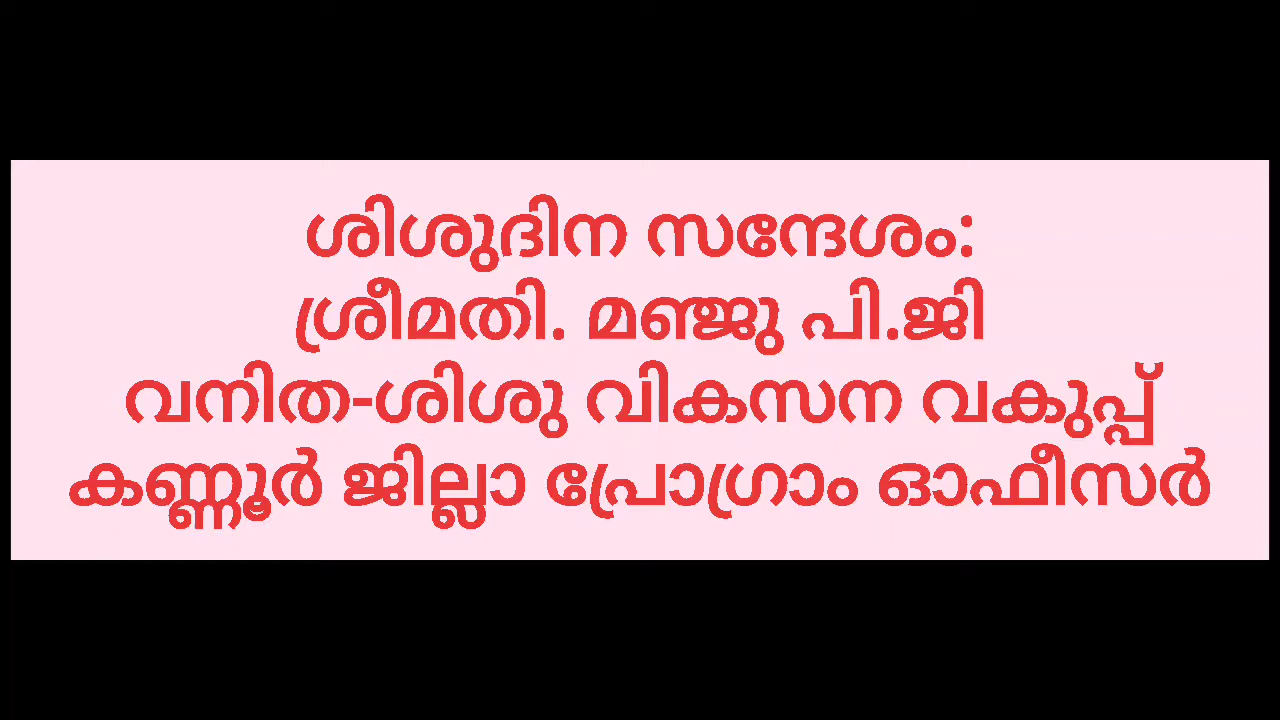 ശിശുദിന സന്ദേശം:
ശ്രീമതി. മഞ്ജു പി.ജി
വനിത-ശിശു വികസന വകുപ്പ്
കണ്ണൂർ ജില്ലാ പ്രോഗ്രാം ഓഫീസർ